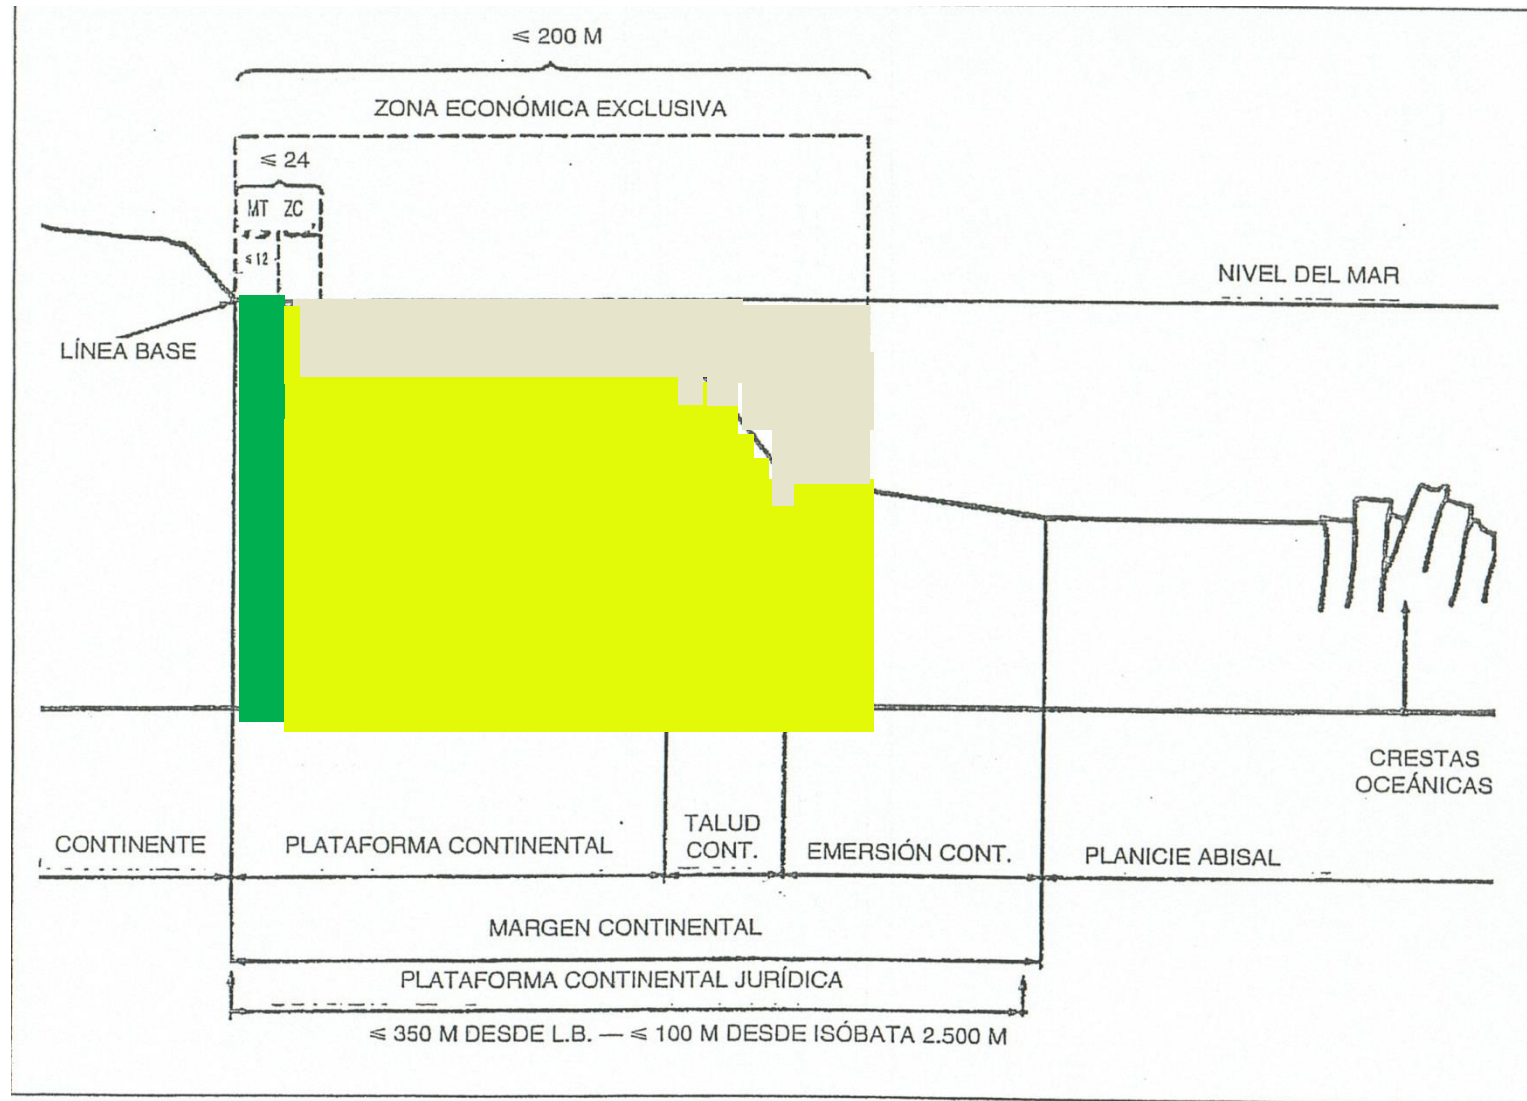 ≤ 200 M
ZONA ECONÓMICA EXCLUSIVA
≤ 24
MT ZC
≤ 12
NIVEL DEL MAR
LÍNEA BASE
CRESTAS
OCEÁNICAS
CONTINENTE
PLATAFORMA CONTINENTAL
TALUD
CONT.
EMERSIÓN CONT.
PLANICIE ABISAL
MARGEN CONTINENTAL
PLATAFORMA CONTINENTAL JURÍDICA
≤ 350 M DESDE L.B. — ≤ 100 M DESDE ISÓBATA 2.500 M